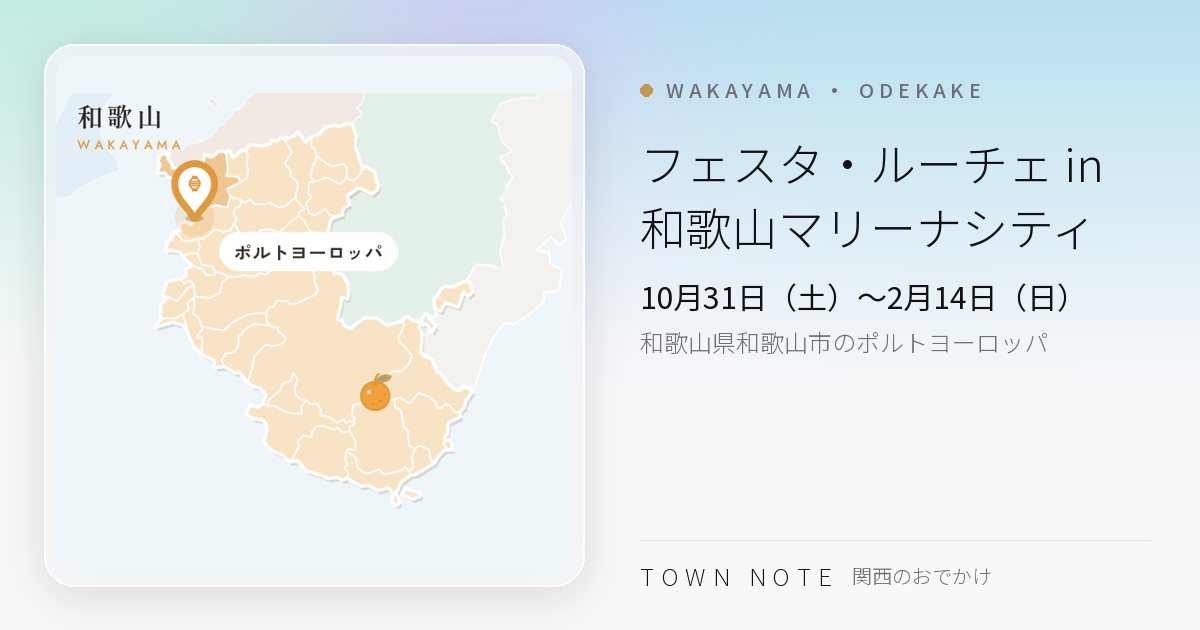 和歌山
WAKAYAMA
ポルトヨーロッパ
WAKAYAMA • ODEKAKE
フェスタ・ルーチェ in
和歌山マリーナシティ
10月31日（土）〜2月14日（日）
和歌山県和歌山市のポルトヨーロッパ
TOWN NOTE 関西のおでかけ